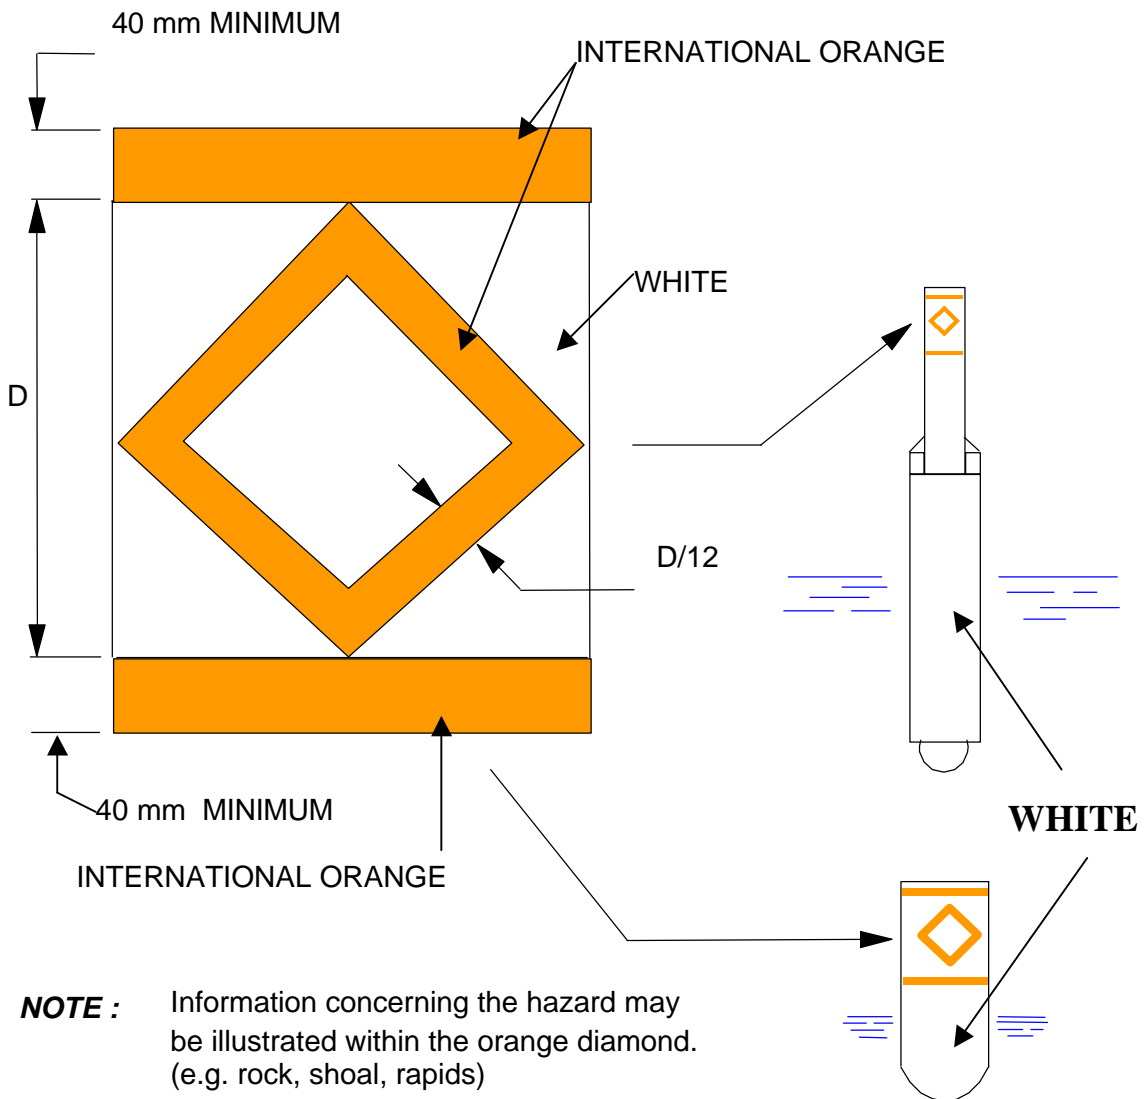 40 mm MINIMUM
INTERNATIONAL ORANGE
WHITE
D
D/12
40 mm MINIMUM
WHITE
INTERNATIONAL ORANGE
NOTE : Information concerning the hazard may
be illustrated within the orange diamond.
(e.g. rock, shoal, rapids)